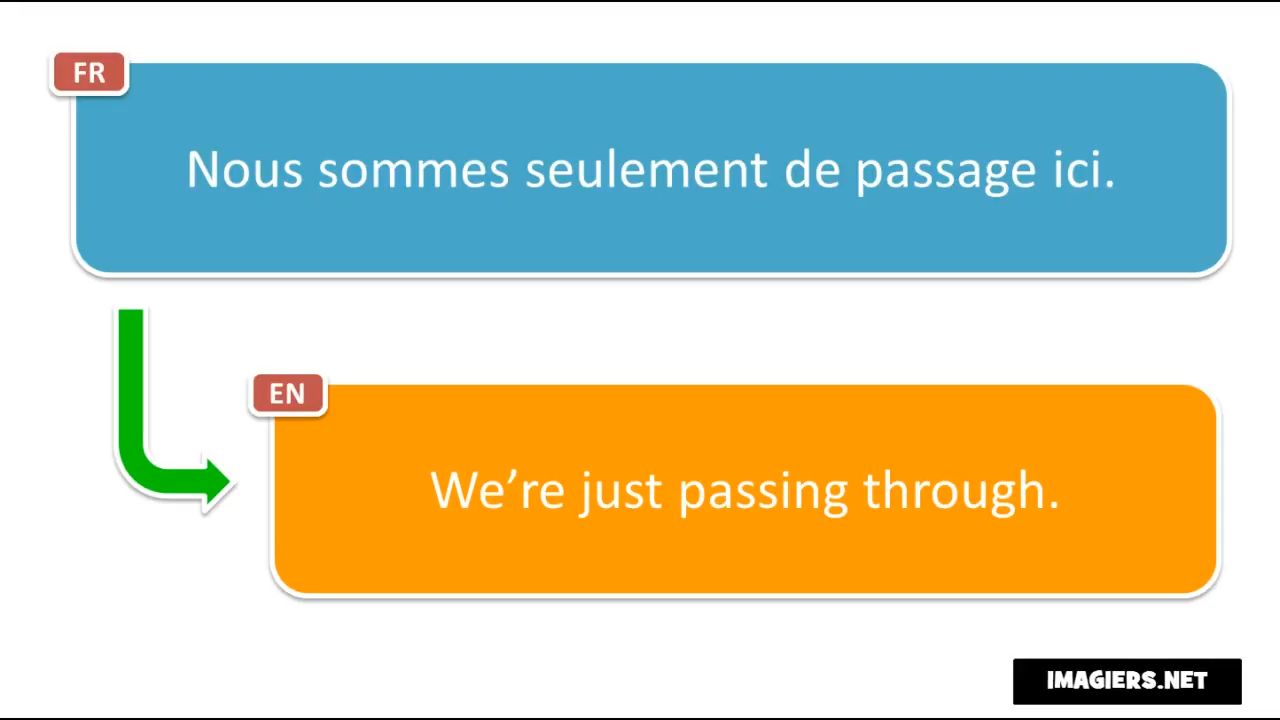 FR
Nous sommes seulement de passage ici.
EN
We’re just passing through.
IMAGIERS.NET